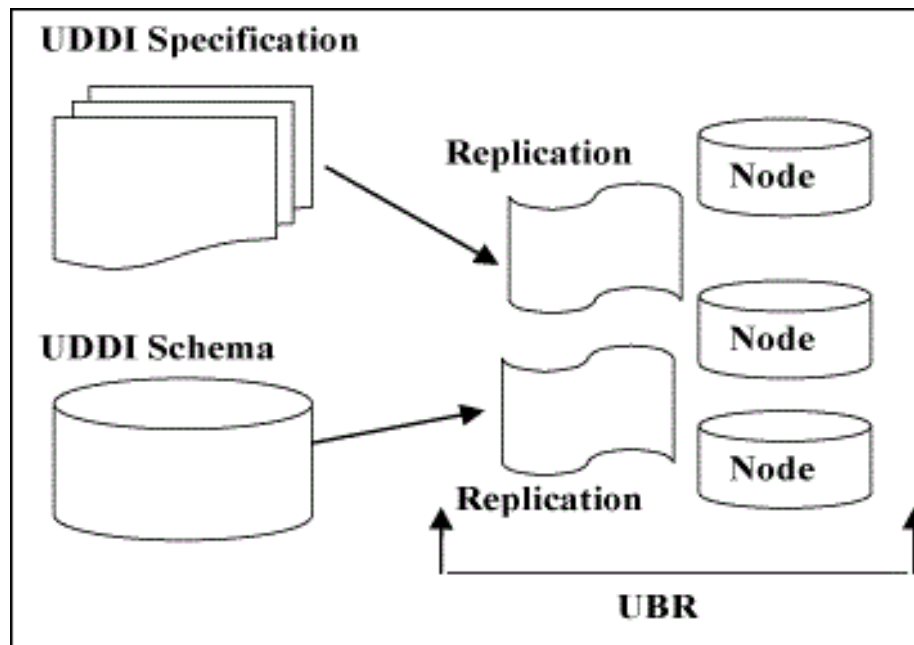 UDDI Specification
Replication
Node
Node
UDDI Schema
Node
Replication
UBR